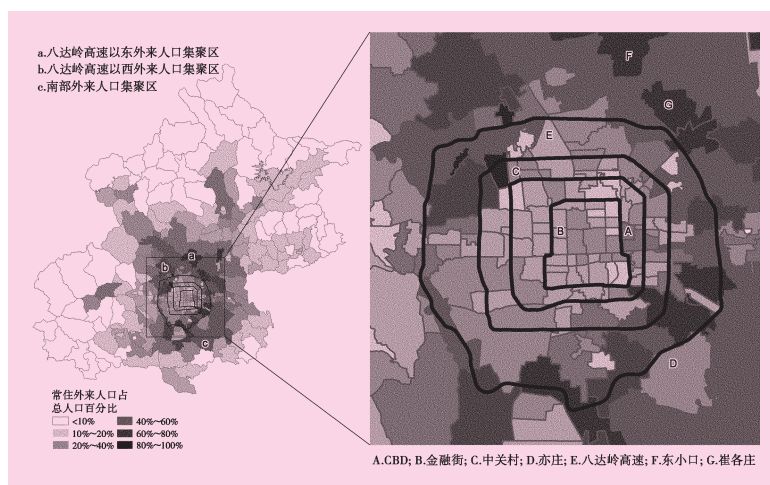 a.八达岭高速以东外来人口集聚区
b.八达岭高速以西外来人口集聚区
c.南部外来人口集聚区
F
G
E
C
B
A
D
a
b
c
常住外来人口占
总人口百分比
<10% 40%~60%
10%~20% 60%~80%
20%~40% 80%~100%
A.CBD; B.金融街; C.中关村; D.亦庄; E.八达岭高速; F.东小口; G.崔各庄